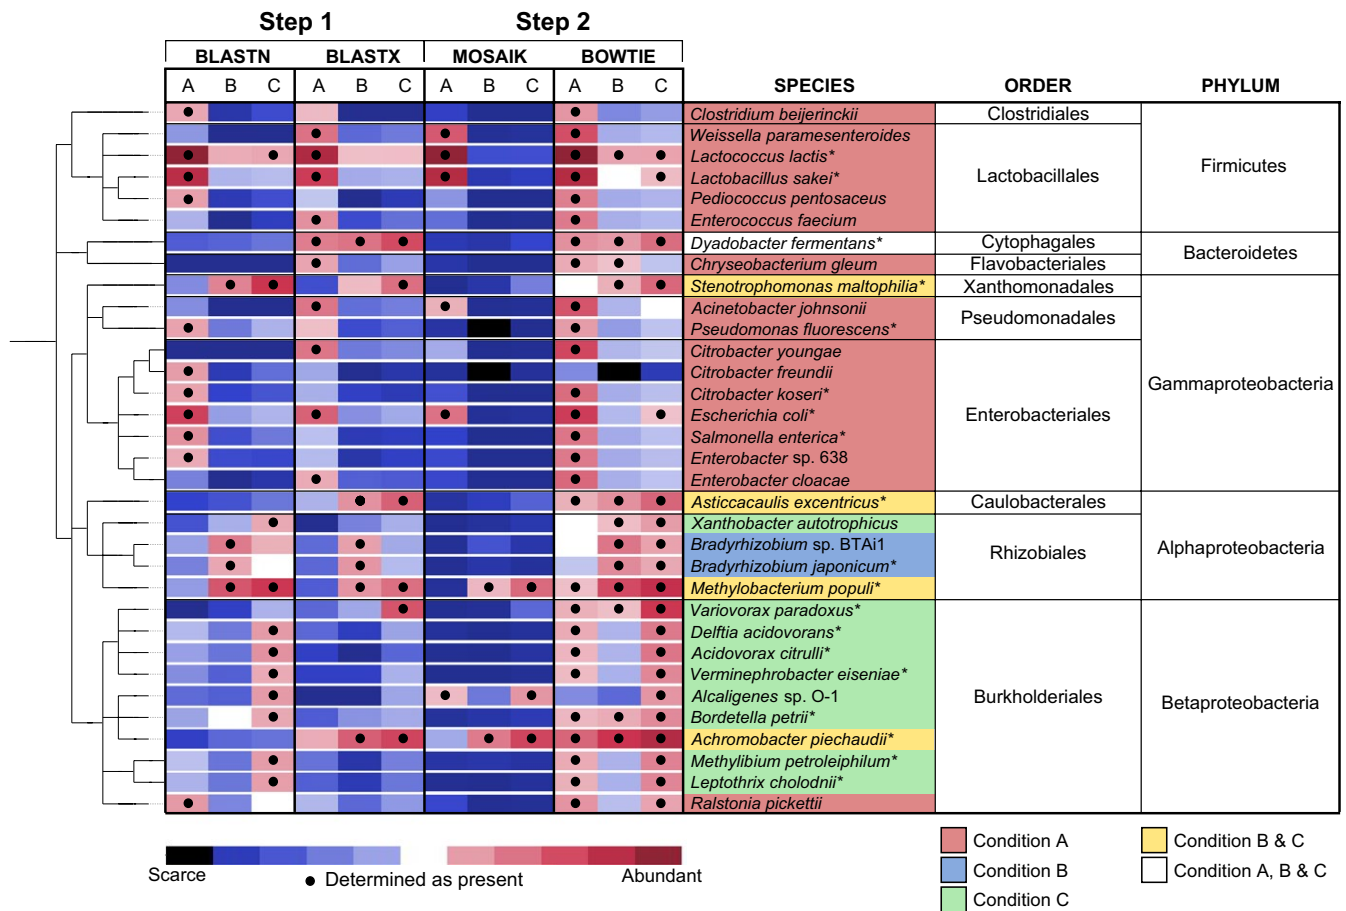 Step 1 Step 2
BLASTN BLASTX MOSAIK BOWTIE
A B C A B C A B C A B C SPECIES ORDER PHYLUM
Clostridium beijerinckii Clostridiales
Weissella paramesenteroides
Lactococcus lactis* Firmicutes
Lactobacillus sakei* Lactobacillales
Pediococcus pentosaceus
Enterococcus faecium
Dyadobacter fermentans* Cytophagales
Bacteroidetes
Chryseobacterium gleum Flavobacteriales
Stenotrophomonas maltophilia* Xanthomonadales
Acinetobacter johnsonii
Pseudomonadales
Pseudomonas fluorescens*
Citrobacter youngae
Citrobacter freundii
Gammaproteobacteria
Citrobacter koseri*
Escherichia coli* Enterobacteriales
Salmonella enterica*
Enterobacter sp. 638
Enterobacter cloacae
Asticcacaulis excentricus* Caulobacterales
Xanthobacter autotrophicus
Bradyrhizobium sp. BTAi1 Rhizobiales Alphaproteobacteria
Bradyrhizobium japonicum*
Methylobacterium populi*
Variovorax paradoxus*
Delftia acidovorans*
Acidovorax citrulli*
Verminephrobacter eiseniae*
Alcaligenes sp. O-1 Burkholderiales Betaproteobacteria
Bordetella petrii*
Achromobacter piechaudii*
Methylibium petroleiphilum*
Leptothrix cholodnii*
Ralstonia pickettii
Scarce Abundant
● Determined as present
Condition A Condition B & C
Condition B Condition A, B & C
Condition C